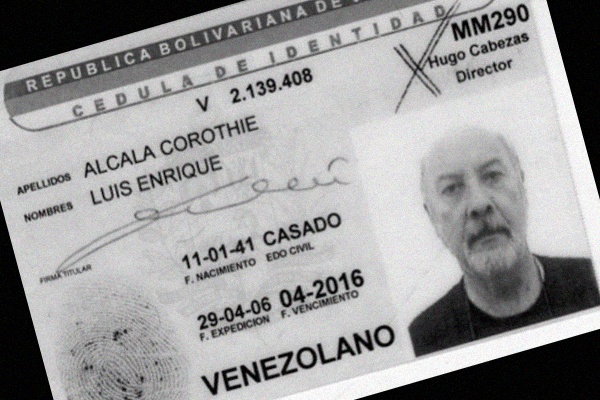 REPUBLICA BOLIVARIANA DE
CEDULA DE IDENTIDAD
MM290
Hugo Cabezas
Director
V 2.139.408
APELLIDOS ALCALA COROTHIE
NOMBRES LUIS ENRIQUE
FIRMA TITULAR
11-01-41 CASADO
F. NACIMIENTO EDO CIVIL
29-04-06 04-2016
F. EXPEDICION F. VENCIMIENTO
VENEZOLANO